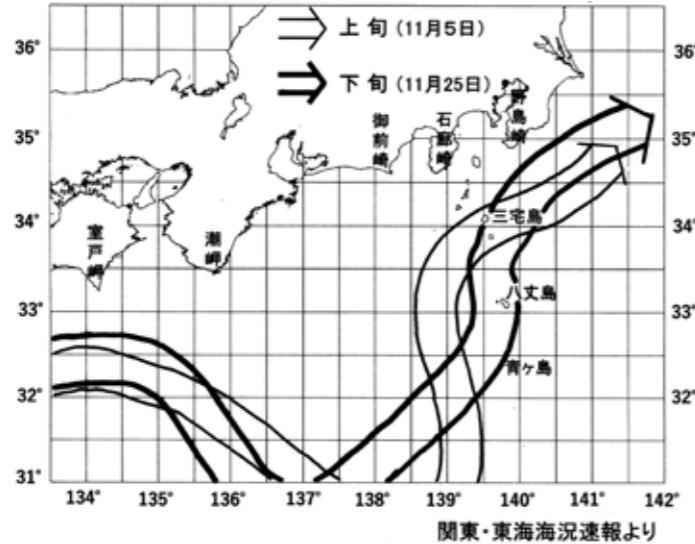 上旬（11月5日）
下旬（11月25日）
36°
35°
34°
33°
32°
31°
36°
35°
34°
33°
32°
御前崎
石廊崎
野島崎
室戸岬
潮岬
三宅島
八丈島
青ヶ島
134°
135°
136°
137°
138°
139°
140°
141°
142°
関東・東海海況速報より